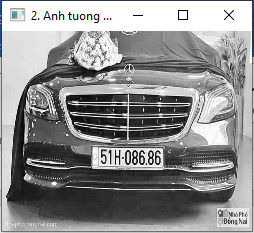 2. Anh tuong ...
51H-086.86
Nhà Phố
Đồng Nai